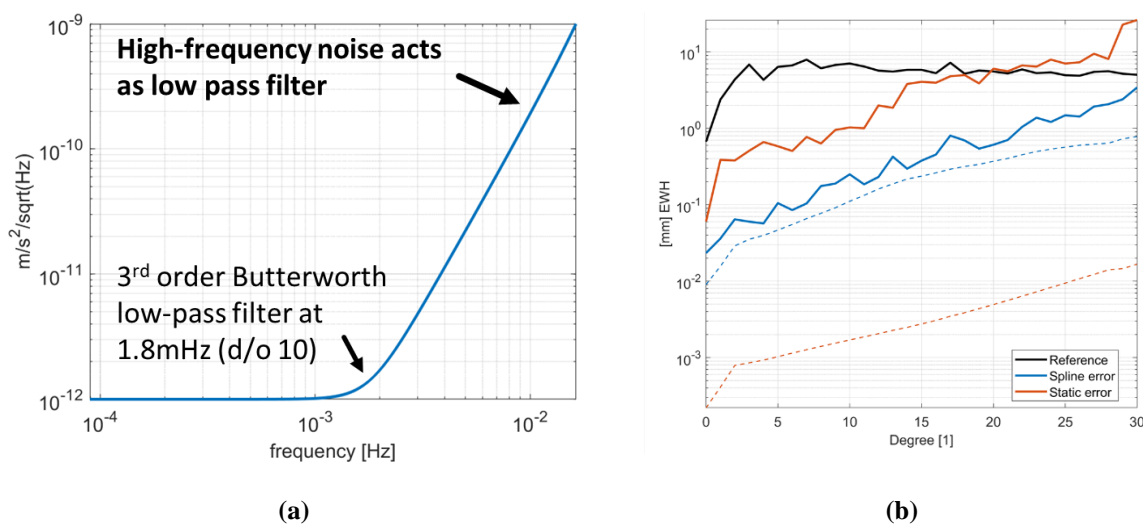 10^-9
10^-10
10^-11
10^-12
m/s^2/sqrt(Hz)
High-frequency noise acts
as low pass filter
3rd order Butterworth
low-pass filter at
1.8mHz (d/o 10)
10^-4
10^-3
10^-2
frequency [Hz]
(a)
10^1
10^0
10^-1
10^-2
10^-3
[mm] EWH
Reference
Spline error
Static error
0
5
10
15
20
25
30
Degree [1]
(b)